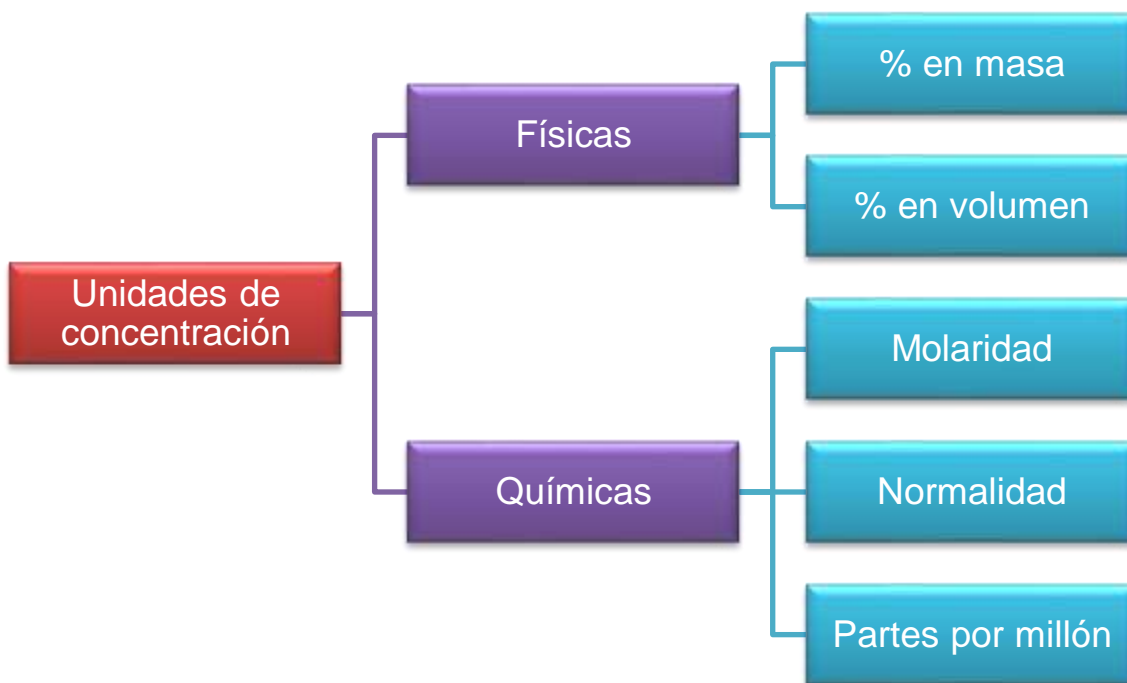 Unidades de
concentración
Físicas
% en masa
% en volumen
Químicas
Molaridad
Normalidad
Partes por millón